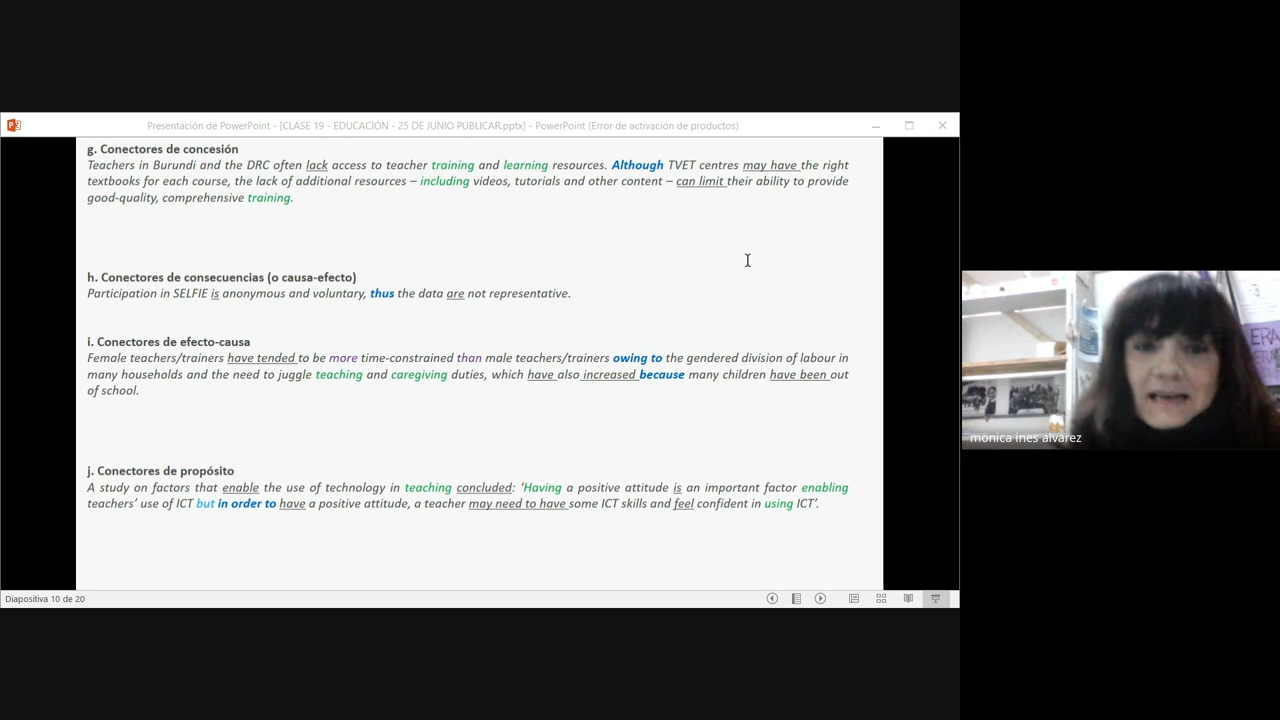 Presentación de PowerPoint - [CLASE 19 - EDUCACIÓN - 25 DE JUNIO PUBLICAR.pptx] - PowerPoint (Error de activación de productos)
g. Conectores de concesión
Teachers in Burundi and the DRC often lack access to teacher training and learning resources. Although TVET centres may have the right
textbooks for each course, the lack of additional resources – including videos, tutorials and other content – can limit their ability to provide
good-quality, comprehensive training.
h. Conectores de consecuencias (o causa-efecto)
Participation in SELFIE is anonymous and voluntary, thus the data are not representative.
i. Conectores de efecto-causa
Female teachers/trainers have tended to be more time-constrained than male teachers/trainers owing to the gendered division of labour in
many households and the need to juggle teaching and caregiving duties, which have also increased because many children have been out
of school.
j. Conectores de propósito
A study on factors that enable the use of technology in teaching concluded: ‘Having a positive attitude is an important factor enabling
teachers’ use of ICT but in order to have a positive attitude, a teacher may need to have some ICT skills and feel confident in using ICT’.
Diapositiva 10 de 20
ERA
monica ines alvarez